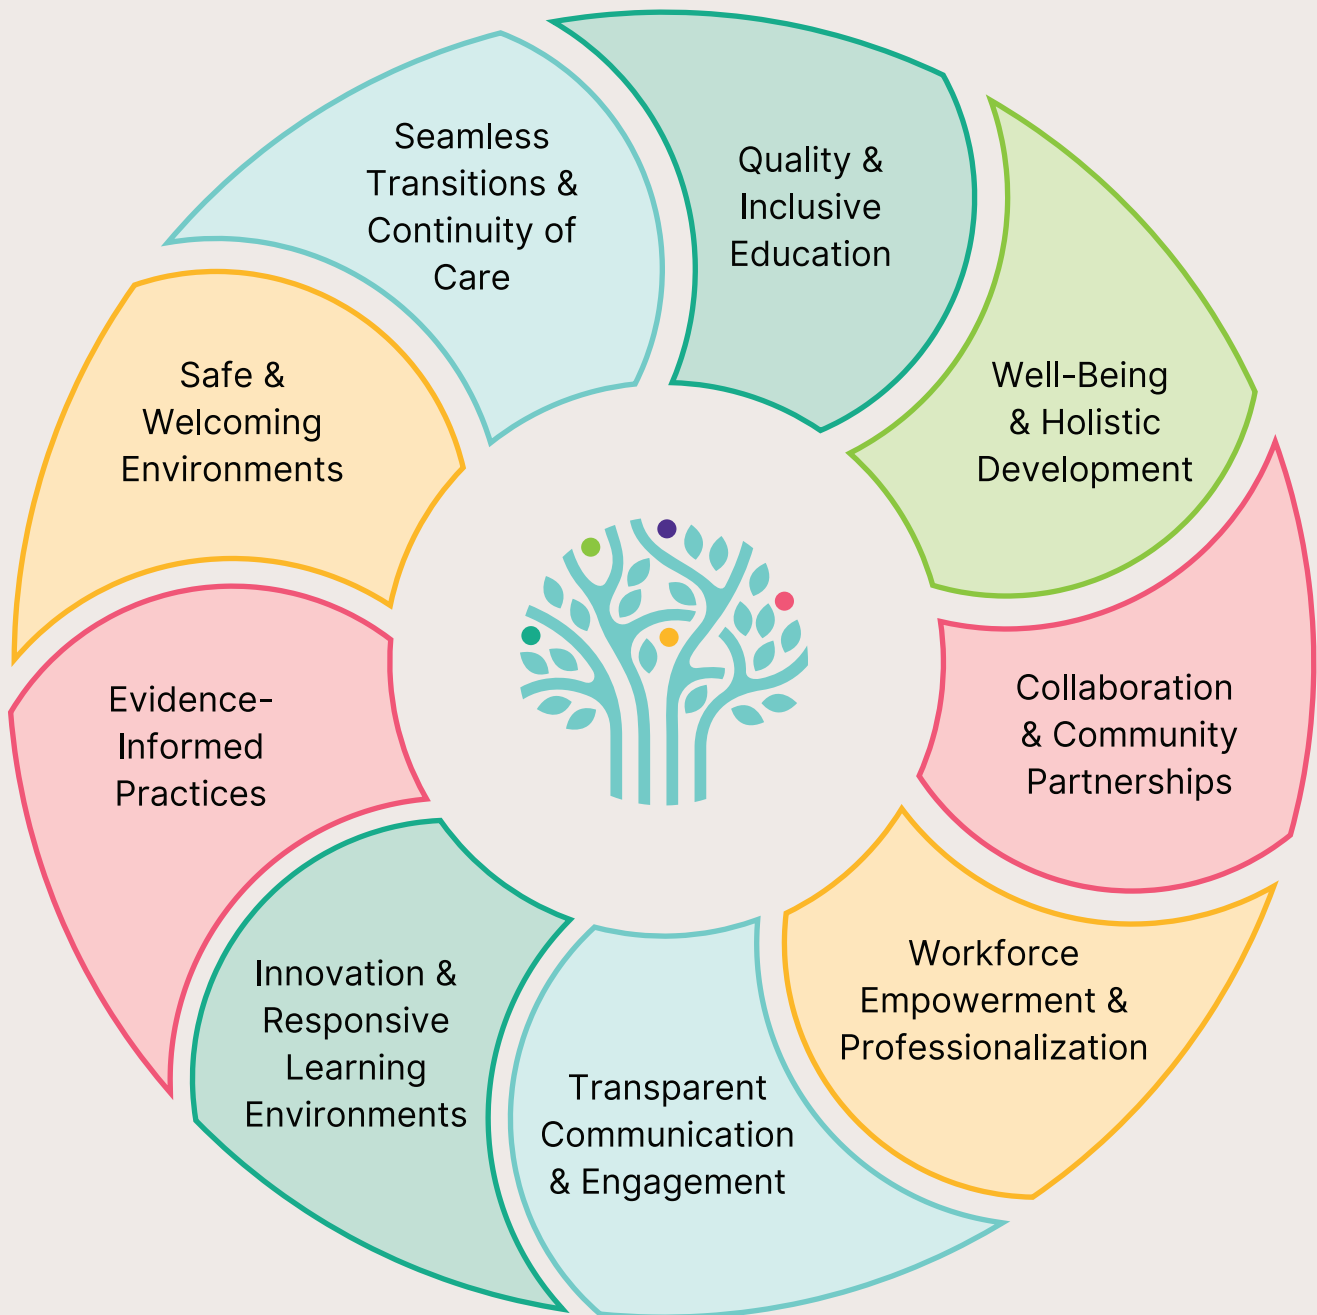 Seamless
Transitions &
Continuity of
Care
Quality &
Inclusive
Education
Well-Being
& Holistic
Development
Collaboration
& Community
Partnerships
Workforce
Empowerment &
Professionalization
Transparent
Communication
& Engagement
Innovation &
Responsive
Learning
Environments
Evidence-
Informed
Practices
Safe &
Welcoming
Environments